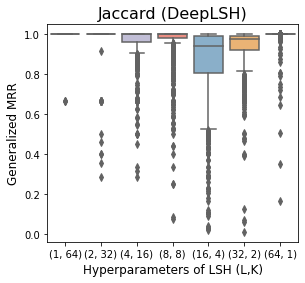 Jaccard (DeepLSH)
Generalized MRR
1.0
0.8
0.6
0.4
0.2
0.0
(1, 64) (2, 32) (4, 16) (8, 8) (16, 4) (32, 2) (64, 1)
Hyperparameters of LSH (L,K)